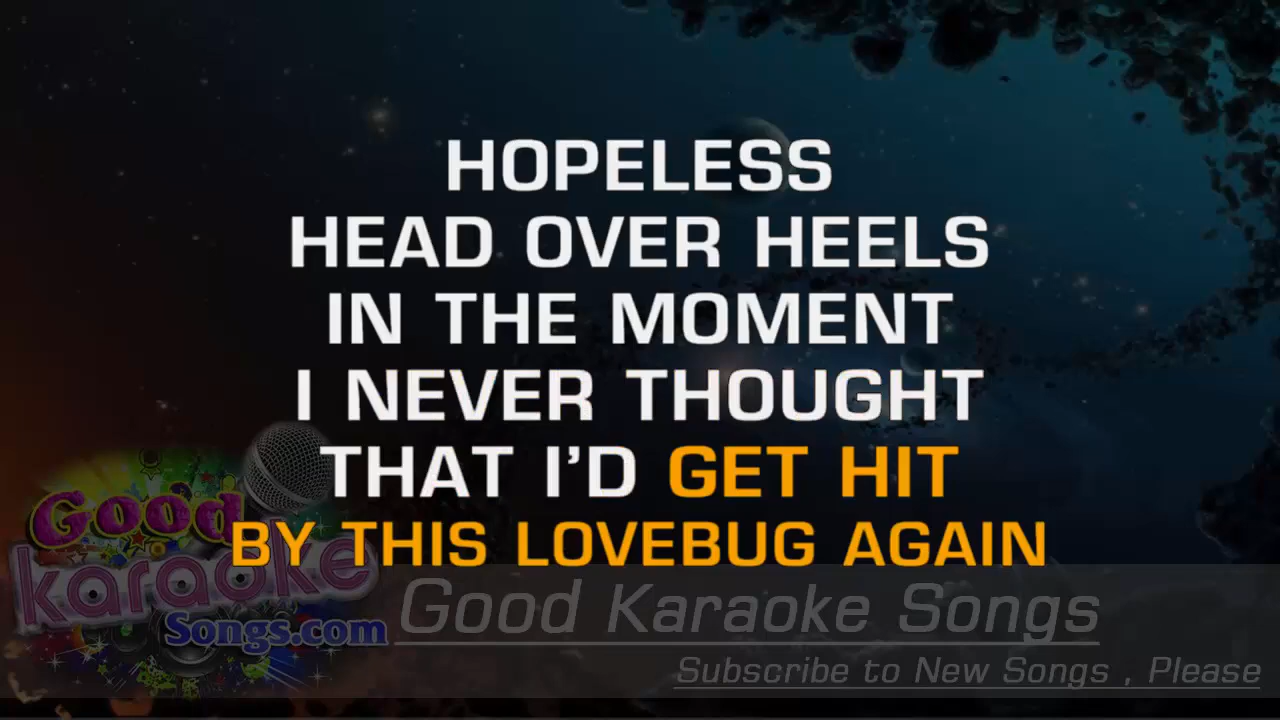 HOPELESS
HEAD OVER HEELS
IN THE MOMENT
I NEVER THOUGHT
THAT I'D GET HIT
BY THIS LOVEBUG AGAIN
Good
karaoke
Songs.com
Good Karaoke Songs
Subscribe to New Songs , Please